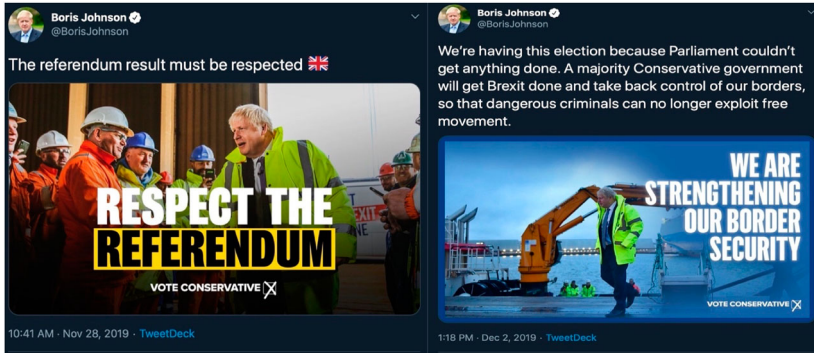 Boris Johnson
@BorisJohnson
The referendum result must be respected 🇬🇧
RESPECT THE
REFERENDUM
VOTE CONSERVATIVE
10:41 AM · Nov 28, 2019 · TweetDeck
Boris Johnson
@BorisJohnson
We're having this election because Parliament couldn't
get anything done. A majority Conservative government
will get Brexit done and take back control of our borders,
so that dangerous criminals can no longer exploit free
movement.
WE ARE
STRENGTHENING
OUR BORDER
SECURITY
VOTE CONSERVATIVE
1:18 PM · Dec 2, 2019 · TweetDeck